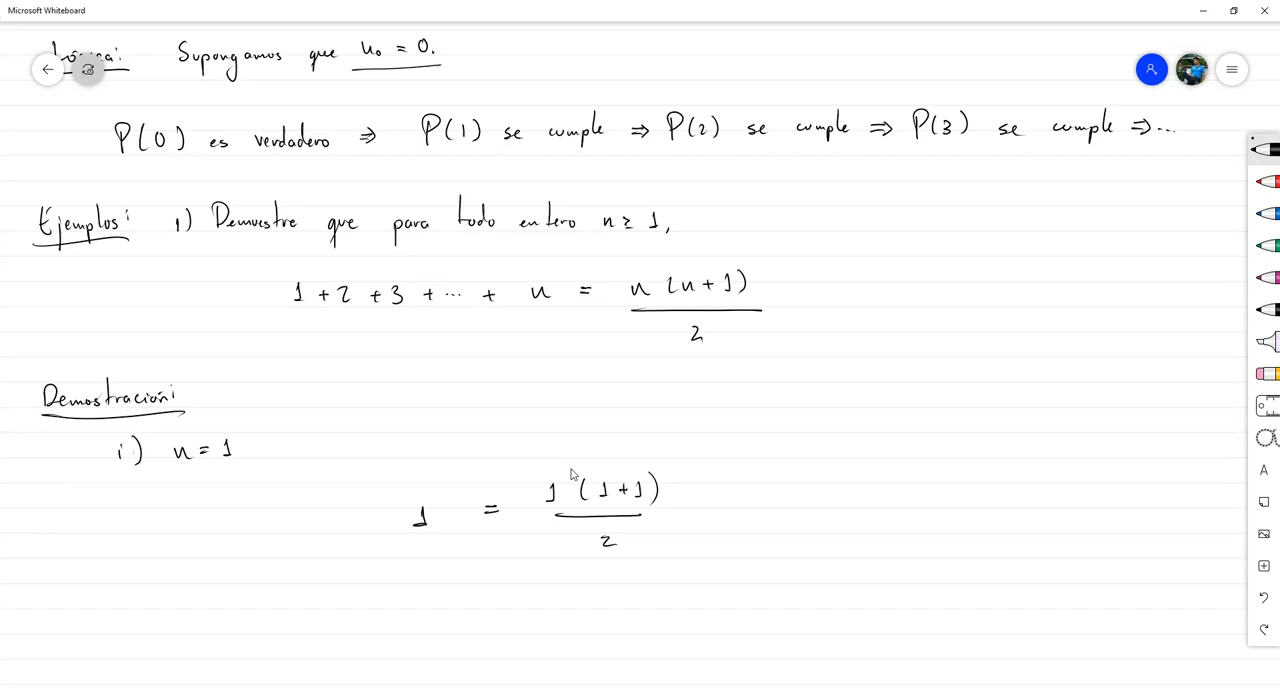 Microsoft Whiteboard
Supongamos que n₀ = 0.
P(0) es verdadero ⇒ P(1) se cumple ⇒ P(2) se cumple ⇒ P(3) se cumple ⇒ ...
Ejemplos: 1) Demuestre que para todo entero n ≥ 1,
1 + 2 + 3 + ... + n = n (n + 1)
2
Demostración:
i) n = 1
1 = 1 (1 + 1)
2